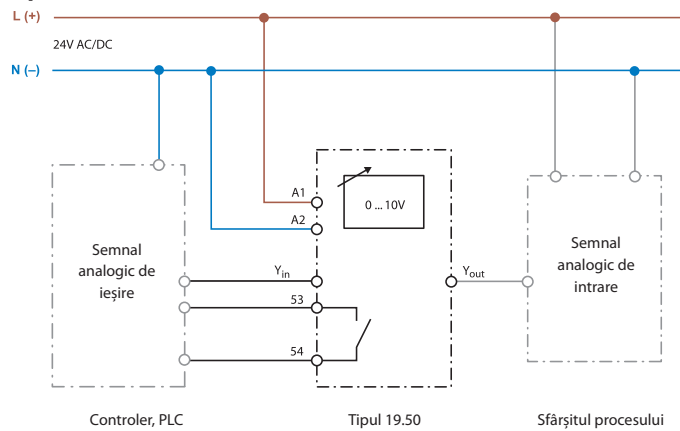 L (+)
24V AC/DC
N (–)
A1
0 ... 10V
A2
Semnal
analogic de
ieșire
Semnal
analogic de
intrare
Yin
Yout
53
54
Controler, PLC
Tipul 19.50
Sfârșitul procesului